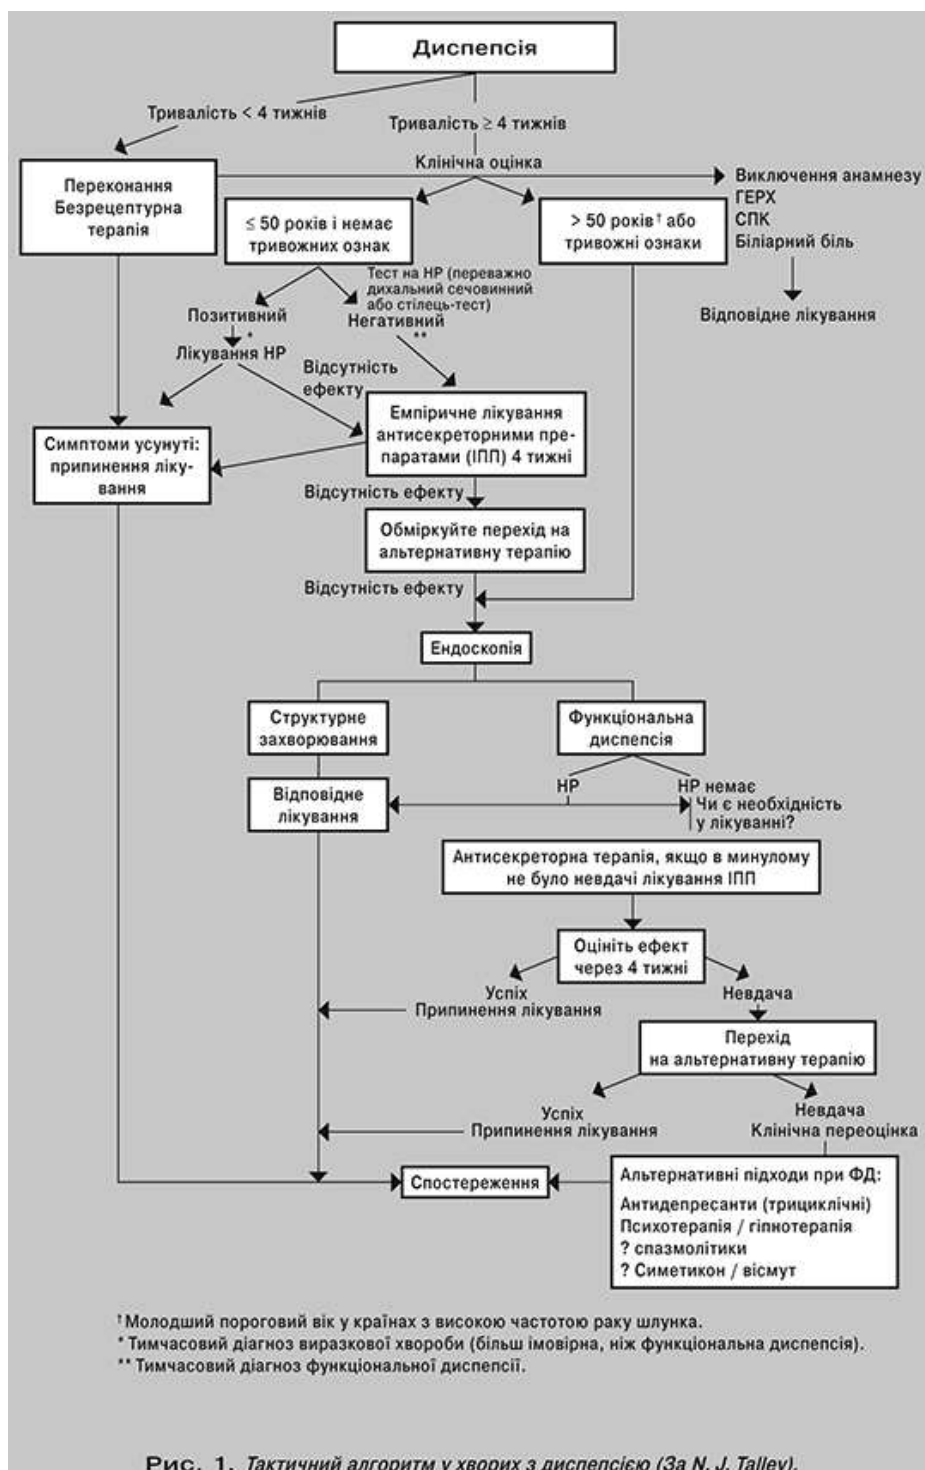 Диспепсія
Тривалість < 4 тижнів
Тривалість ≥ 4 тижнів
Клінічна оцінка
Переконання
Безрецептурна
терапія
≤ 50 років і немає
тривожних ознак
> 50 років† або
тривожні ознаки
Виключення анамнезу
ГЕРХ
СПК
Біліарний біль
Відповідне лікування
Тест на НР (переважно
дихальний сечовинний
або стілець-тест)
Позитивний
Негативний
*
**
Лікування НР
Відсутність
ефекту
Емпіричне лікування
антисекреторними пре-
паратами (ІПП) 4 тижні
Симптоми усунуті:
припинення ліку-
вання
Відсутність ефекту
Обміркуйте перехід на
альтернативну терапію
Відсутність ефекту
Ендоскопія
Структурне
захворювання
Функціональна
диспепсія
Відповідне
лікування
НР
НР немає
Чи є необхідність
у лікуванні?
Антисекреторна терапія, якщо в минулому
не було невдачі лікування ІПП
Оцініть ефект
через 4 тижні
Успіх
Припинення лікування
Невдача
Перехід
на альтернативну терапію
Успіх
Припинення лікування
Невдача
Клінічна переоцінка
Спостереження
Альтернативні підходи при ФД:
Антидепресанти (трициклічні)
Психотерапія / гіпнотерапія
? спазмолітики
? Симетикон / вісмут
† Молодший пороговий вік у країнах з високою частотою раку шлунка.
* Тимчасовий діагноз виразкової хвороби (більш імовірна, ніж функціональна диспепсія).
** Тимчасовий діагноз функціональної диспепсії.
Рис. 1. Тактичний алгоритм у хворих з диспепсією (За N. J. Talley).